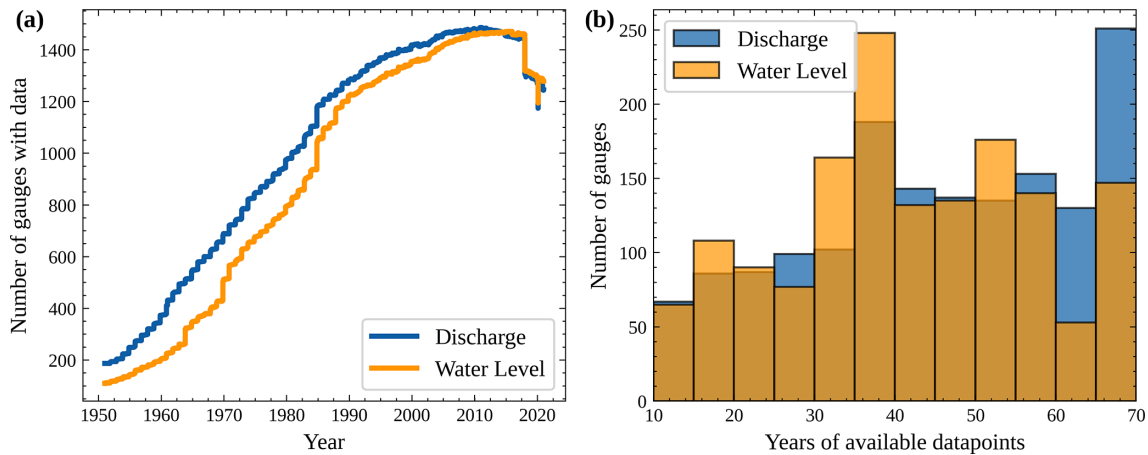 (a)
Number of gauges with data
1400
1200
1000
800
600
400
200
1950 1960 1970 1980 1990 2000 2010 2020
Year
Discharge
Water Level
(b)
Number of gauges
250
200
150
100
50
0
10 20 30 40 50 60 70
Years of available datapoints
Discharge
Water Level